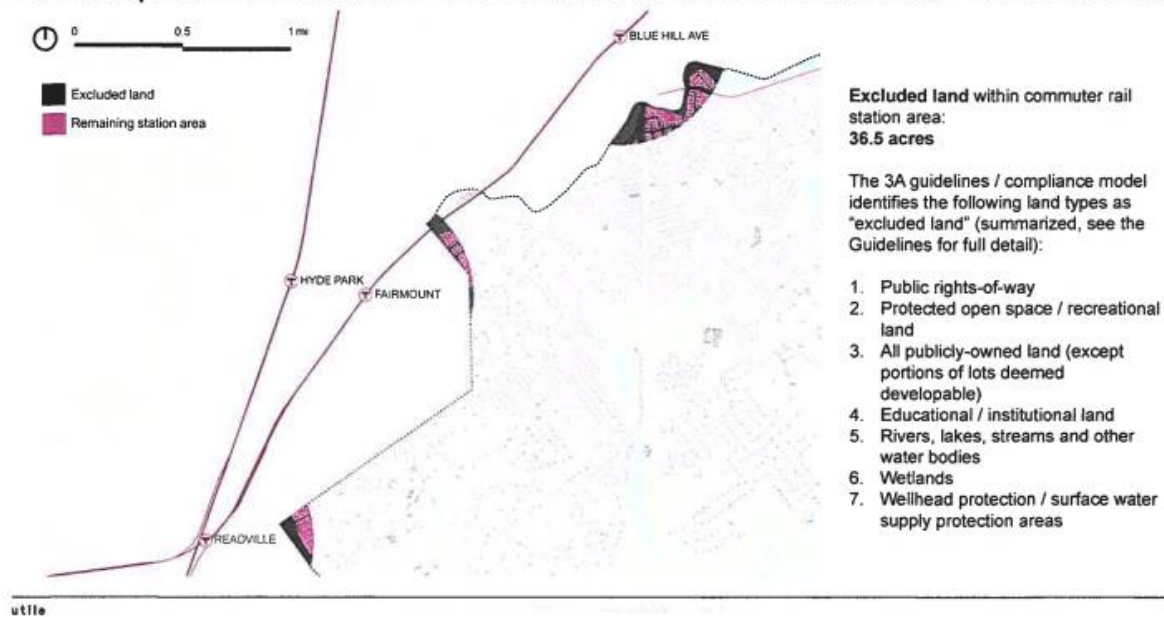 0 0.5 1 mi
BLUE HILL AVE
Excluded land
Remaining station area
HYDE PARK
FAIRMOUNT
READVILLE
Excluded land within commuter rail
station area:
36.5 acres
The 3A guidelines / compliance model
identifies the following land types as
"excluded land" (summarized, see the
Guidelines for full detail):
1. Public rights-of-way
2. Protected open space / recreational
land
3. All publicly-owned land (except
portions of lots deemed
developable)
4. Educational / institutional land
5. Rivers, lakes, streams and other
water bodies
6. Wetlands
7. Wellhead protection / surface water
supply protection areas
utile